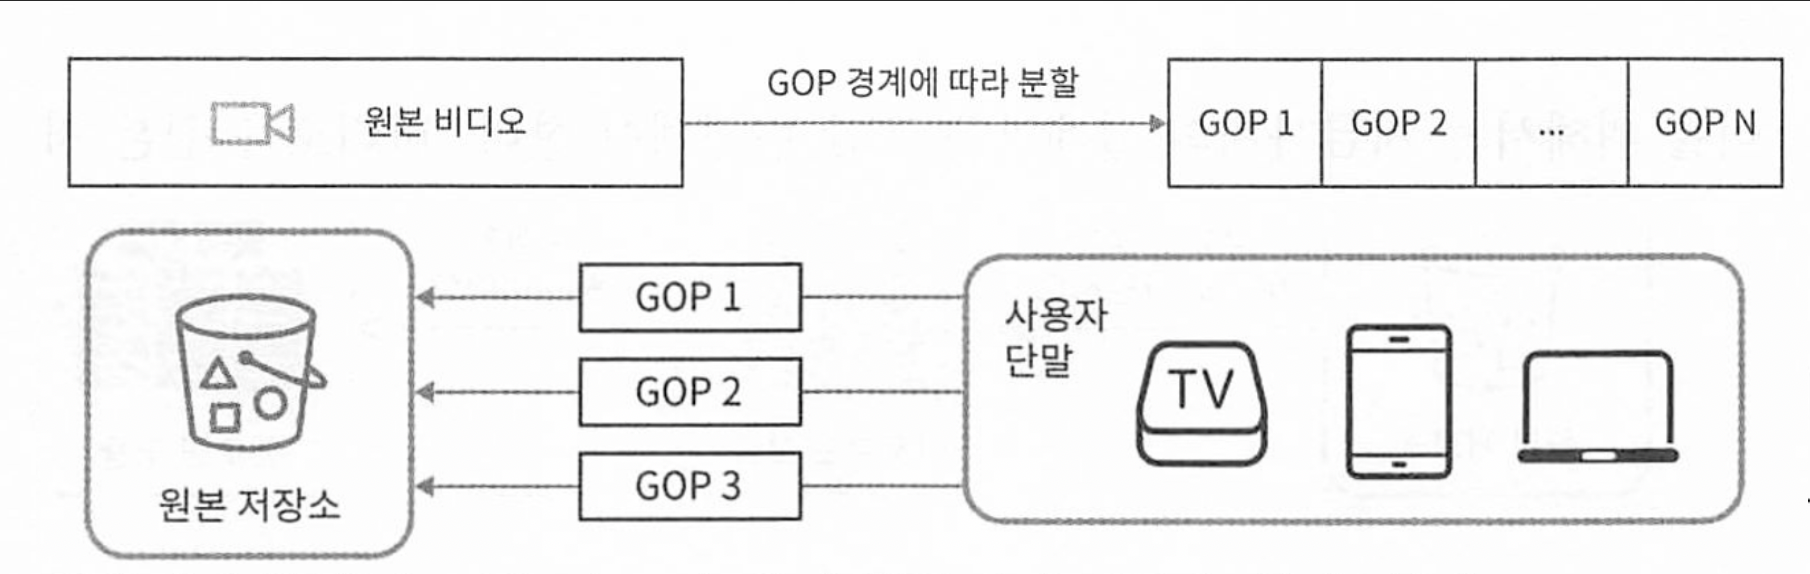 원본 비디오
GOP 경계에 따라 분할
GOP 1
GOP 2
...
GOP N
원본 저장소
GOP 1
GOP 2
GOP 3
사용자
단말
TV